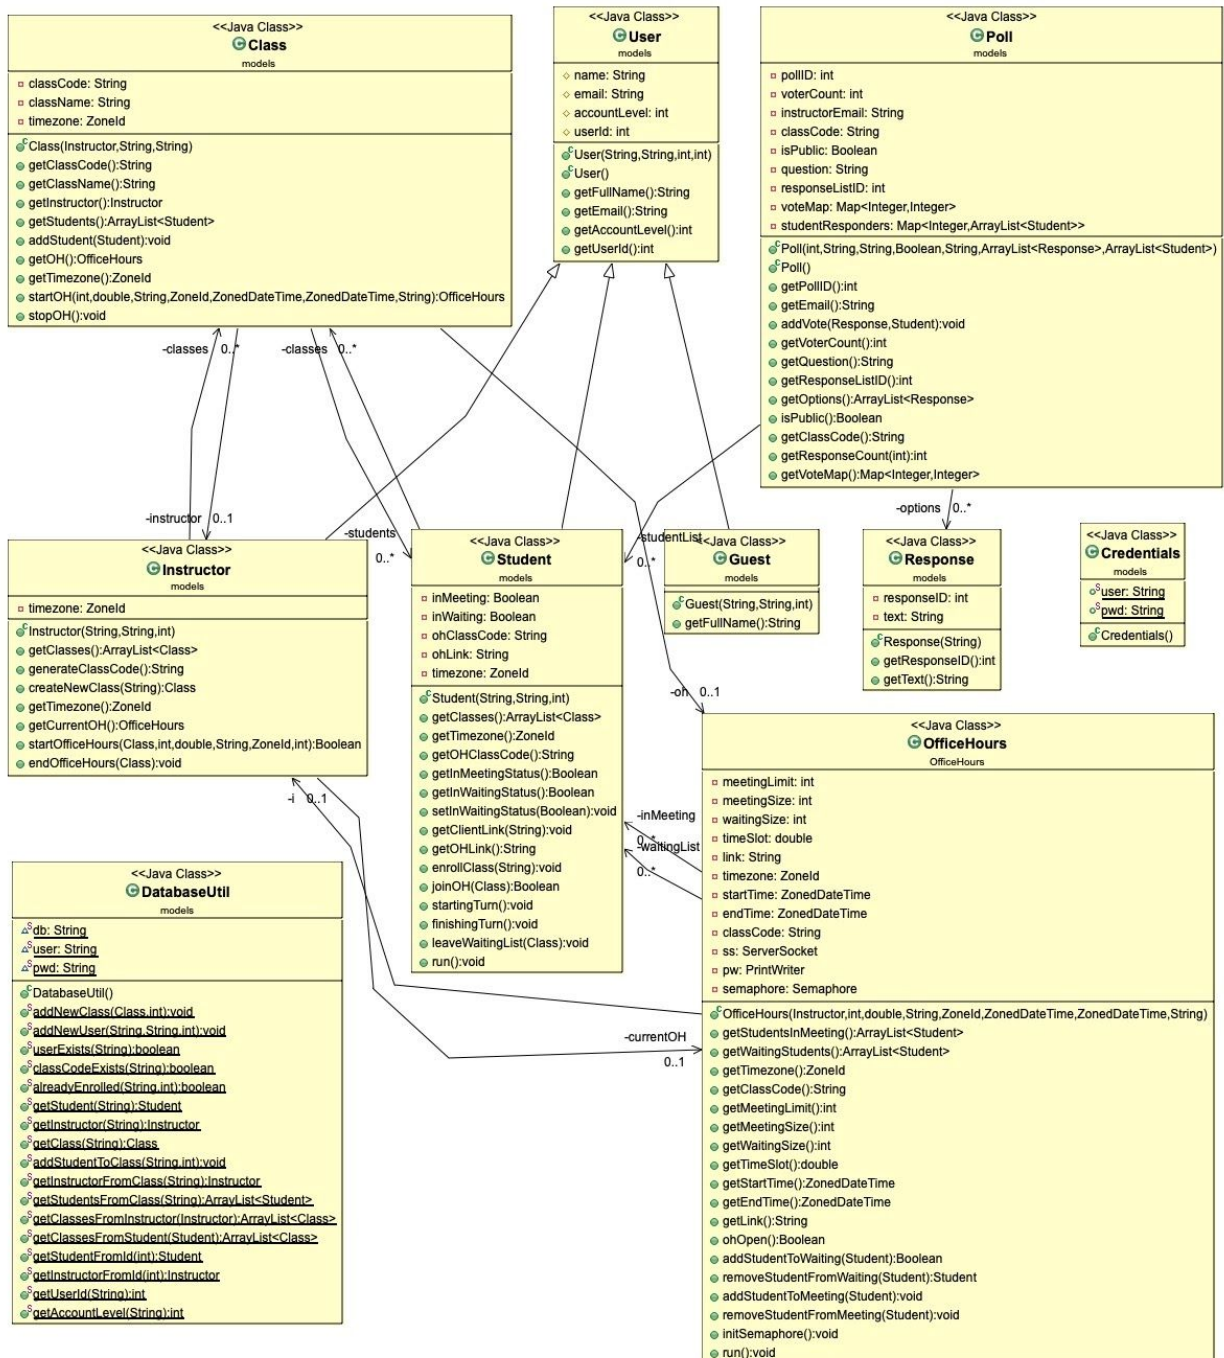 <<Java Class>>
Class
models
classCode: String
className: String
timezone: ZoneId
Class(Instructor,String,String)
getClassCode():String
getClassName():String
getInstructor():Instructor
getStudents():ArrayList<Student>
addStudent(Student):void
getOH():OfficeHours
getTimezone():ZoneId
startOH(int,double,String,ZoneId,ZonedDateTime,ZonedDateTime,String):OfficeHours
stopOH():void
<<Java Class>>
User
models
name: String
email: String
accountLevel: int
userId: int
User(String,String,int,int)
User()
getFullName():String
getEmail():String
getAccountLevel():int
getUserId():int
<<Java Class>>
Poll
models
pollID: int
voterCount: int
instructorEmail: String
classCode: String
isPublic: Boolean
question: String
responseListID: int
voteMap: Map<Integer,Integer>
studentResponders: Map<Integer,ArrayList<Student>>
Poll(int,String,String,Boolean,String,ArrayList<Response>,ArrayList<Student>)
Poll()
getPollID():int
getEmail():String
addVote(Response,Student):void
getVoterCount():int
getQuestion():String
getResponseListID():int
getOptions():ArrayList<Response>
isPublic():Boolean
getClassCode():String
getResponseCount(int):int
getVoteMap():Map<Integer,Integer>
-classes 0..*
-classes 0..*
-instructor 0..1
-students
0..*
-studentList
0..*
-options 0..*
<<Java Class>>
Instructor
models
timezone: ZoneId
Instructor(String,String,int)
getClasses():ArrayList<Class>
generateClassCode():String
createNewClass(String):Class
getTimezone():ZoneId
getCurrentOH():OfficeHours
startOfficeHours(Class,int,double,String,ZoneId,int):Boolean
endOfficeHours(Class):void
<<Java Class>>
Student
models
inMeeting: Boolean
inWaiting: Boolean
ohClassCode: String
ohLink: String
timezone: ZoneId
Student(String,String,int)
getClasses():ArrayList<Class>
getTimezone():ZoneId
getOHClassCode():String
getInMeetingStatus():Boolean
getInWaitingStatus():Boolean
setInWaitingStatus(Boolean):void
getClientLink(String):void
getOHLink():String
enrollClass(String):void
joinOH(Class):Boolean
startingTurn():void
finishingTurn():void
leaveWaitingList(Class):void
run():void
<<Java Class>>
Guest
models
Guest(String,String,int)
getFullName():String
<<Java Class>>
Response
models
responseID: int
text: String
Response(String)
getResponseID():int
getText():String
<<Java Class>>
Credentials
models
user: String
pwd: String
Credentials()
-oh 0..1
-i 0..1
-inMeeting
0..*
-waitingList
0..*
-currentOH
0..1
<<Java Class>>
DatabaseUtil
models
db: String
user: String
pwd: String
DatabaseUtil()
addNewClass(Class,int):void
addNewUser(String,String,int):void
userExists(String):boolean
classCodeExists(String):boolean
alreadyEnrolled(String,int):boolean
getStudent(String):Student
getInstructor(String):Instructor
getClass(String):Class
addStudentToClass(String,int):void
getInstructorFromClass(String):Instructor
getStudentsFromClass(String):ArrayList<Student>
getClassesFromInstructor(Instructor):ArrayList<Class>
getClassesFromStudent(Student):ArrayList<Class>
getStudentFromId(int):Student
getInstructorFromId(int):Instructor
getUserId(String):int
getAccountLevel(String):int
<<Java Class>>
OfficeHours
OfficeHours
meetingLimit: int
meetingSize: int
waitingSize: int
timeSlot: double
link: String
timezone: ZoneId
startTime: ZonedDateTime
endTime: ZonedDateTime
classCode: String
ss: ServerSocket
pw: PrintWriter
semaphore: Semaphore
OfficeHours(Instructor,int,double,String,ZoneId,ZonedDateTime,ZonedDateTime,String)
getStudentsInMeeting():ArrayList<Student>
getWaitingStudents():ArrayList<Student>
getTimezone():ZoneId
getClassCode():String
getMeetingLimit():int
getMeetingSize():int
getWaitingSize():int
getTimeSlot():double
getStartTime():ZonedDateTime
getEndTime():ZonedDateTime
getLink():String
ohOpen():Boolean
addStudentToWaiting(Student):Boolean
removeStudentFromWaiting(Student):Student
addStudentToMeeting(Student):void
removeStudentFromMeeting(Student):void
initSemaphore():void
run():void